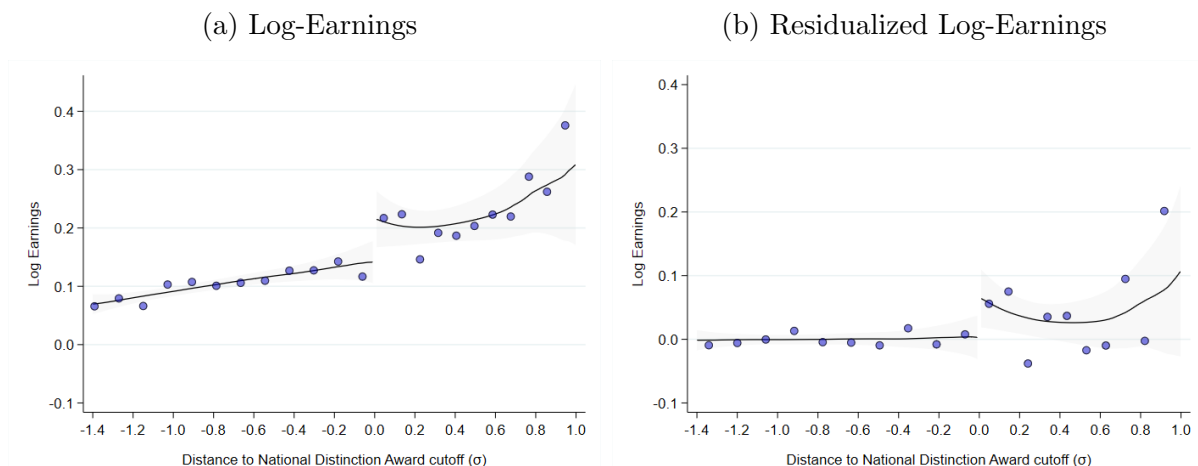 (a) Log-Earnings
0.4
0.3
0.2
0.1
0.0
-0.1
Log Earnings
-1.4 -1.2 -1.0 -0.8 -0.6 -0.4 -0.2 0.0 0.2 0.4 0.6 0.8 1.0
Distance to National Distinction Award cutoff (σ)
(b) Residualized Log-Earnings
0.4
0.3
0.2
0.1
0.0
-0.1
Log Earnings
-1.4 -1.2 -1.0 -0.8 -0.6 -0.4 -0.2 0.0 0.2 0.4 0.6 0.8 1.0
Distance to National Distinction Award cutoff (σ)